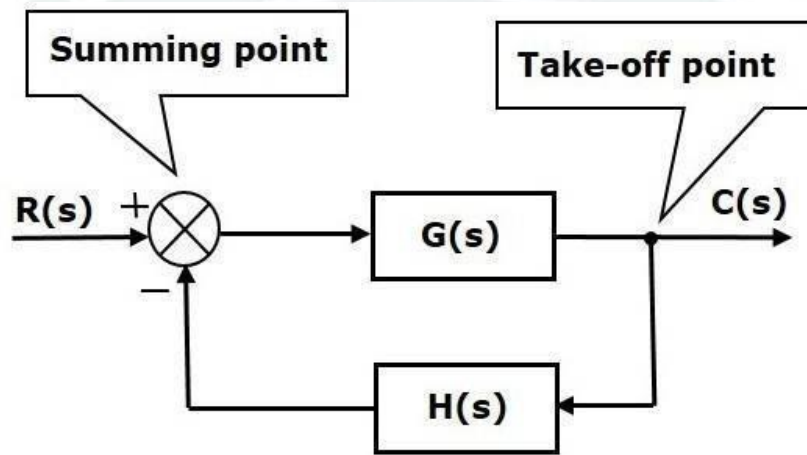 Summing point
Take-off point
R(s)
+
G(s)
C(s)
−
H(s)